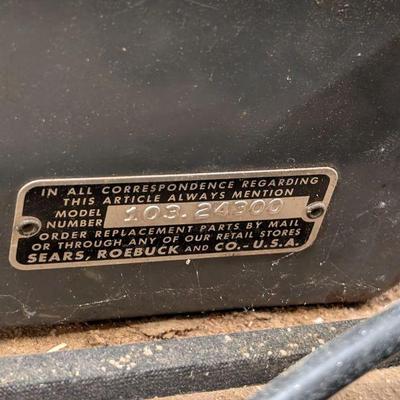 IN ALL CORRESPONDENCE REGARDING
THIS ARTICLE ALWAYS MENTION
MODEL NUMBER 103.24300
ORDER REPLACEMENT PARTS BY MAIL
OR THROUGH ANY OF OUR RETAIL STORES
SEARS, ROEBUCK AND CO.-U.S.A.